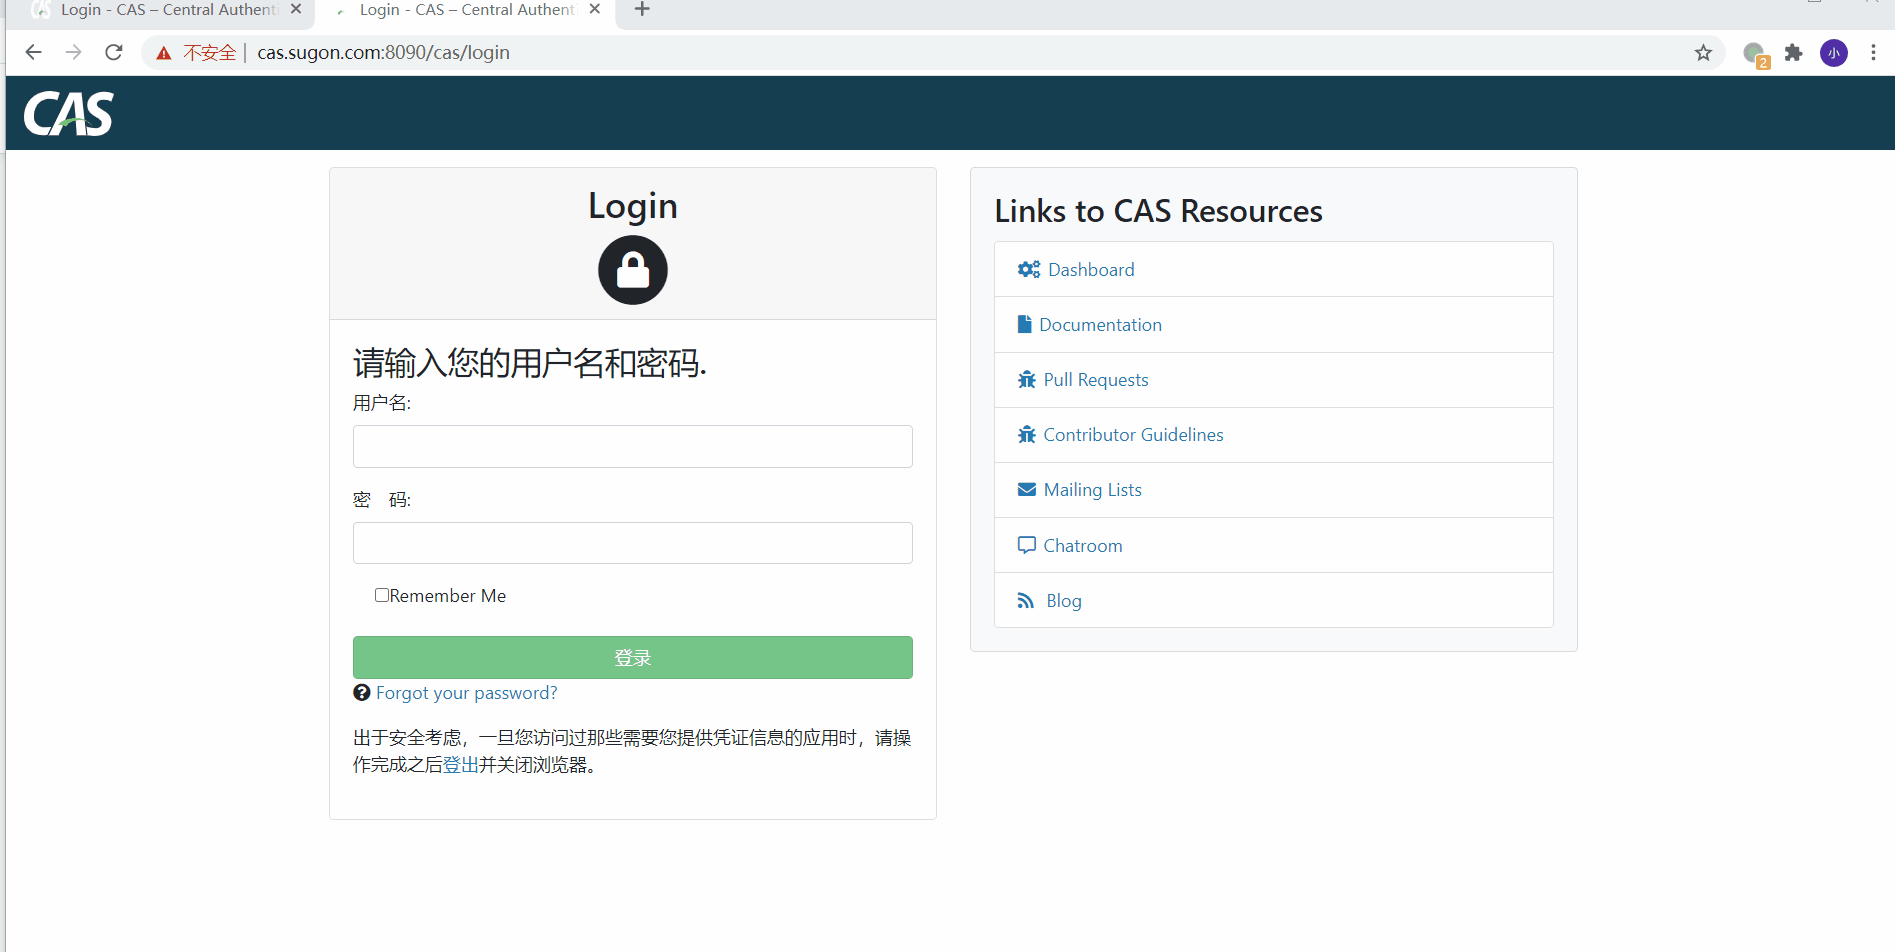 Login - CAS – Central Authenti
Login - CAS – Central Authent
不安全 | cas.sugon.com:8090/cas/login
2
小
CAS
Login
请输入您的用户名和密码.
用户名:
密 码:
Remember Me
登录
Forgot your password?
出于安全考虑，一旦您访问过那些需要您提供凭证信息的应用时，请操
作完成之后登出并关闭浏览器。
Links to CAS Resources
Dashboard
Documentation
Pull Requests
Contributor Guidelines
Mailing Lists
Chatroom
Blog